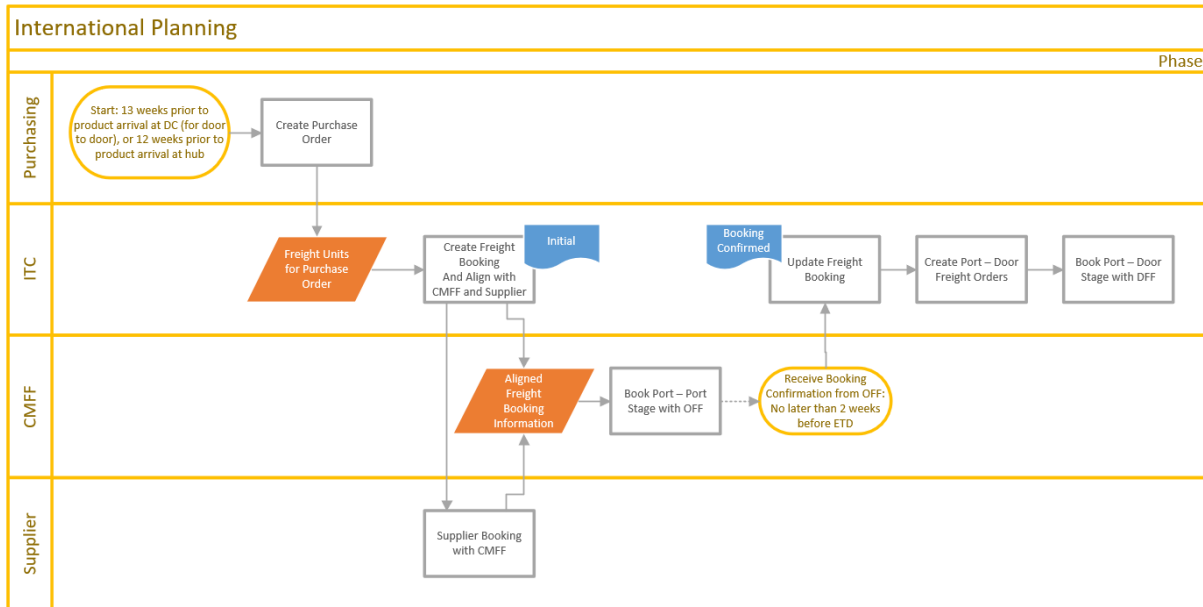 International Planning
Phase
Purchasing
Start: 13 weeks prior to
product arrival at DC (for door
to door), or 12 weeks prior to
product arrival at hub
Create Purchase
Order
ITC
Freight Units
for Purchase
Order
Create Freight
Booking
And Align with
CMFF and Supplier
Initial
Booking
Confirmed
Update Freight
Booking
Create Port – Door
Freight Orders
Book Port – Door
Stage with DFF
CMFF
Aligned
Freight
Booking
Information
Book Port – Port
Stage with OFF
Receive Booking
Confirmation from OFF:
No later than 2 weeks
before ETD
Supplier
Supplier Booking
with CMFF